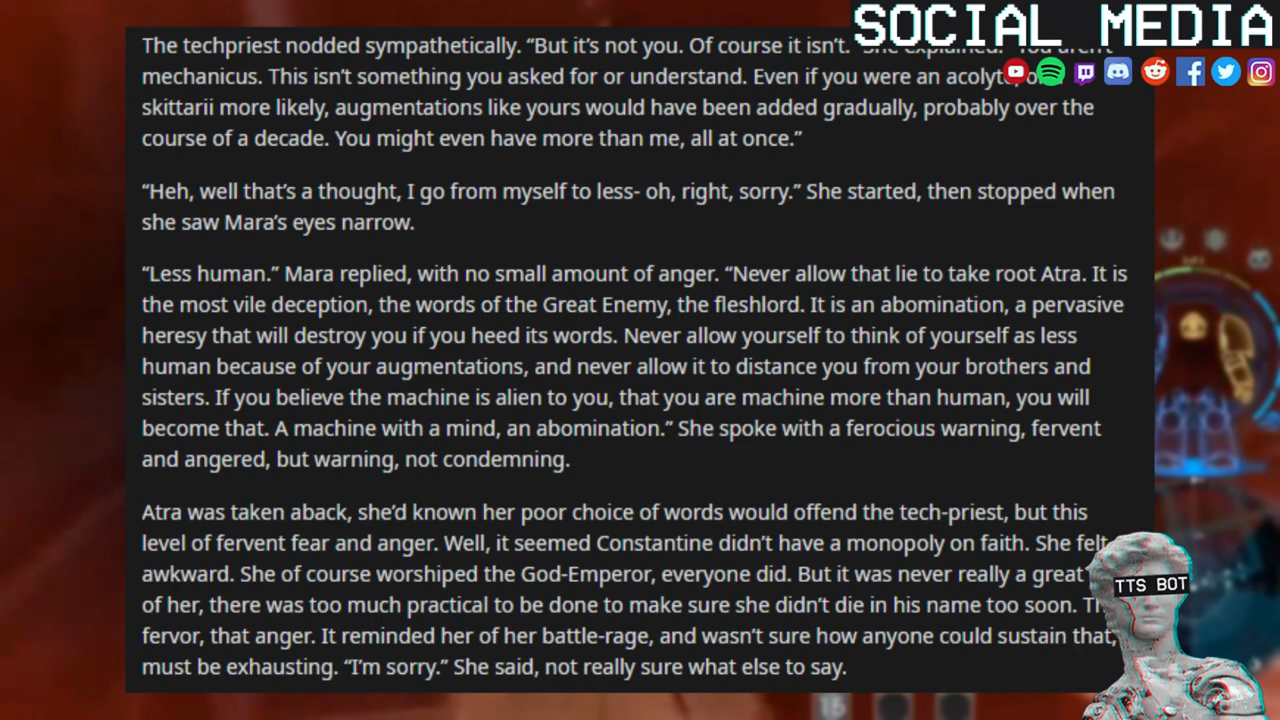 SOCIAL MEDIA
The techpriest nodded sympathetically. “But it’s not you. Of course it isn’t. She explained. You aren’t
mechanicus. This isn’t something you asked for or understand. Even if you were an acolyte, or
skittarii more likely, augmentations like yours would have been added gradually, probably over the
course of a decade. You might even have more than me, all at once.”
“Heh, well that’s a thought, I go from myself to less- oh, right, sorry.” She started, then stopped when
she saw Mara’s eyes narrow.
“Less human.” Mara replied, with no small amount of anger. “Never allow that lie to take root Atra. It is
the most vile deception, the words of the Great Enemy, the fleshlord. It is an abomination, a pervasive
heresy that will destroy you if you heed its words. Never allow yourself to think of yourself as less
human because of your augmentations, and never allow it to distance you from your brothers and
sisters. If you believe the machine is alien to you, that you are machine more than human, you will
become that. A machine with a mind, an abomination.” She spoke with a ferocious warning, fervent
and angered, but warning, not condemning.
Atra was taken aback, she’d known her poor choice of words would offend the tech-priest, but this
level of fervent fear and anger. Well, it seemed Constantine didn’t have a monopoly on faith. She felt
awkward. She of course worshiped the God-Emperor, everyone did. But it was never really a great
of her, there was too much practical to be done to make sure she didn’t die in his name too soon.
fervor, that anger. It reminded her of her battle-rage, and wasn’t sure how anyone could sustain that,
must be exhausting. “I’m sorry.” She said, not really sure what else to say.
TTS BOT
15